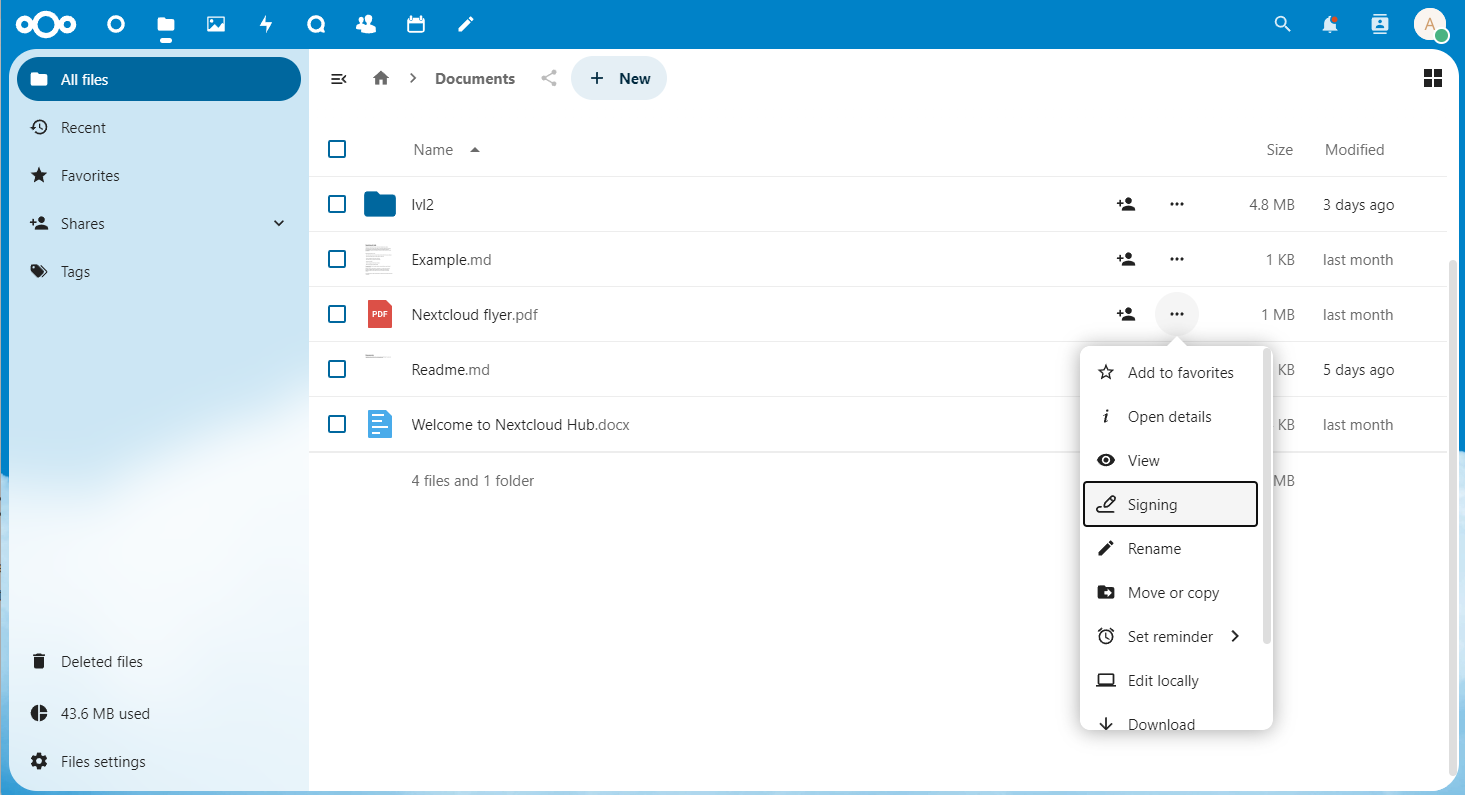 A
All files
Documents
New
Recent
Favorites
Shares
Tags
Name Size Modified
lvl2 4.8 MB 3 days ago
Example.md 1 KB last month
PDF Nextcloud flyer.pdf 1 MB last month
Readme.md KB 5 days ago
Welcome to Nextcloud Hub.docx KB last month
4 files and 1 folder MB
Add to favorites
Open details
View
Signing
Rename
Move or copy
Set reminder
Edit locally
Download
Deleted files
43.6 MB used
Files settings